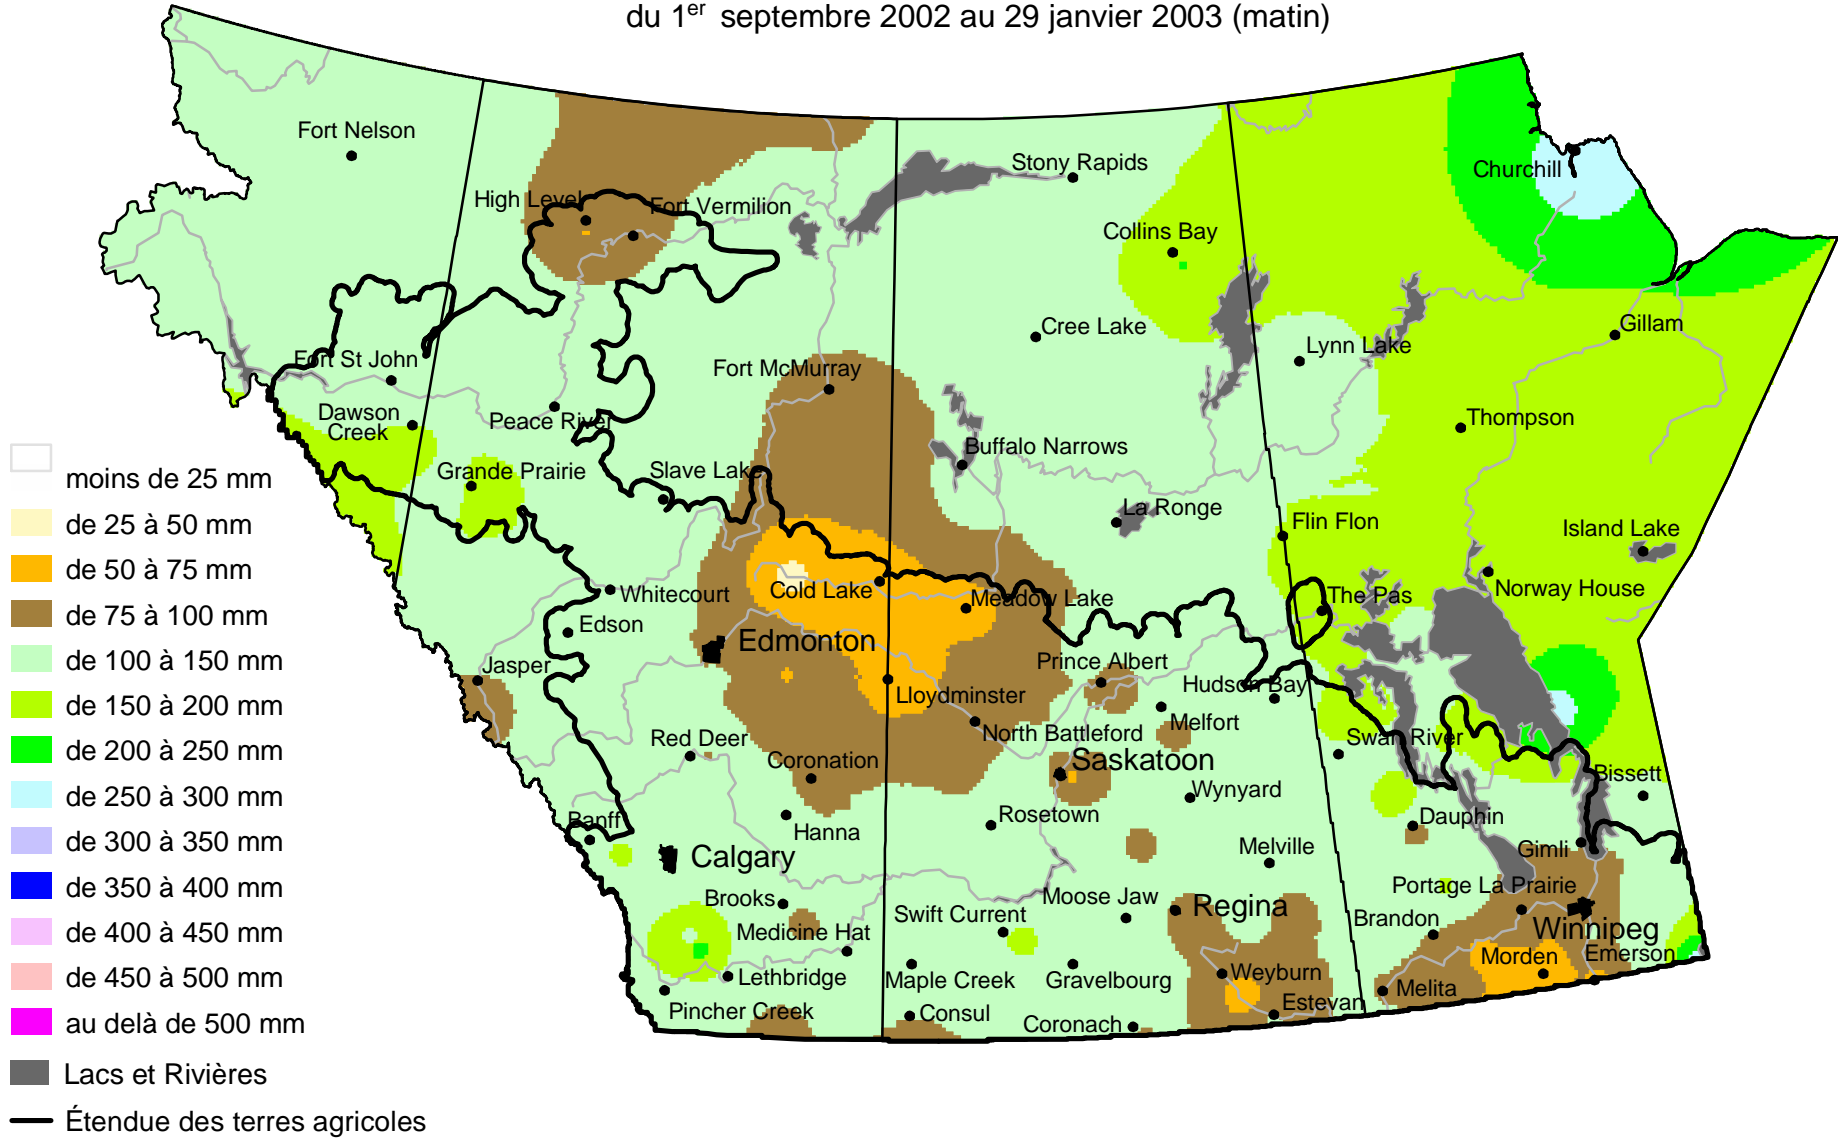 du 1er septembre 2002 au 29 janvier 2003 (matin)
Fort Nelson
Churchill
Stony Rapids
High Level
Fort Vermilion
Collins Bay
Gillam
Cree Lake
Lynn Lake
Fort St John
Fort McMurray
Dawson
Creek
Peace River
Thompson
Buffalo Narrows
Grande Prairie
Slave Lake
La Ronge
Flin Flon
Island Lake
Cold Lake
Whitecourt
Meadow Lake
The Pas
Norway House
Edson
Edmonton
Jasper
Prince Albert
Hudson Bay
Lloydminster
Melfort
North Battleford
Red Deer
Swan River
Coronation
Saskatoon
Bissett
Wynyard
Banff
Hanna
Rosetown
Dauphin
Calgary
Melville
Gimli
Brooks
Moose Jaw
Portage La Prairie
Swift Current
Regina
Brandon
Medicine Hat
Winnipeg
Lethbridge
Maple Creek
Gravelbourg
Weyburn
Morden
Emerson
Pincher Creek
Consul
Coronach
Estevan
Melita
moins de 25 mm
de 25 à 50 mm
de 50 à 75 mm
de 75 à 100 mm
de 100 à 150 mm
de 150 à 200 mm
de 200 à 250 mm
de 250 à 300 mm
de 300 à 350 mm
de 350 à 400 mm
de 400 à 450 mm
de 450 à 500 mm
au delà de 500 mm
Lacs et Rivières
Étendue des terres agricoles